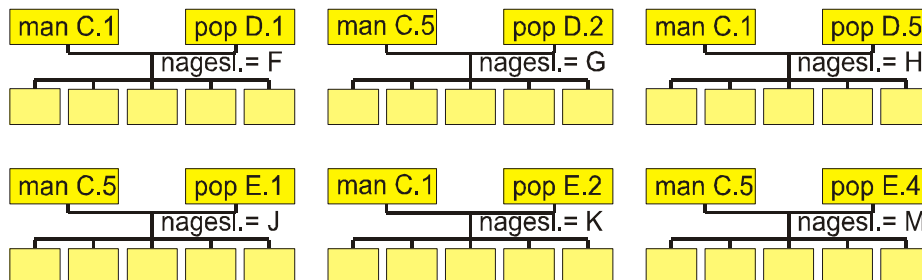 man C.1 pop D.1 man C.5 pop D.2 man C.1 pop D.5
nagesl.= F nagesl.= G nagesl.= H
man C.5 pop E.1 man C.1 pop E.2 man C.5 pop E.4
nagesl.= J nagesl.= K nagesl.= M